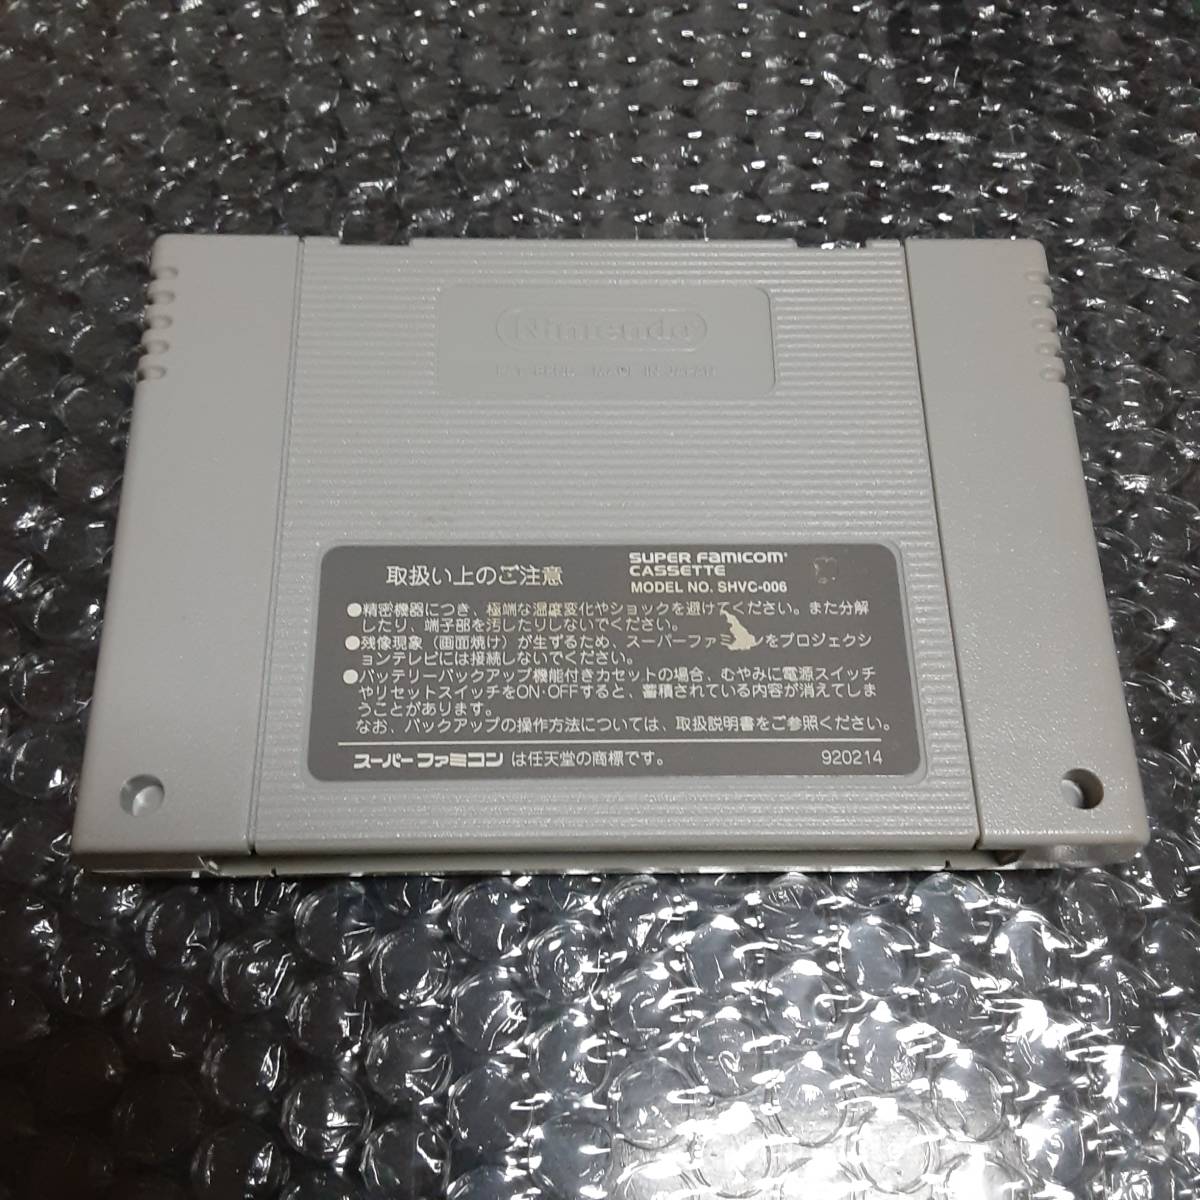 Nintendo
PAT. PEND. MADE IN JAPAN
取扱い上のご注意
SUPER Famicom
CASSETTE
MODEL NO. SHVC-006
●精密機器につき、極端な温度変化やショックを避けてください。また分解
したり、端子部を汚したりしないでください。
●残像現象（画面焼け）が生ずるため、スーパーファミコンをプロジェクシ
ョンテレビには接続しないでください。
●バッテリーバックアップ機能付きカセットの場合、むやみに電源スイッチ
やリセットスイッチをON・OFFすると、蓄積されている内容が消えてしま
うことがあります。
なお、バックアップの操作方法については、取扱説明書をご参照ください。
スーパーファミコン は任天堂の商標です。
920214